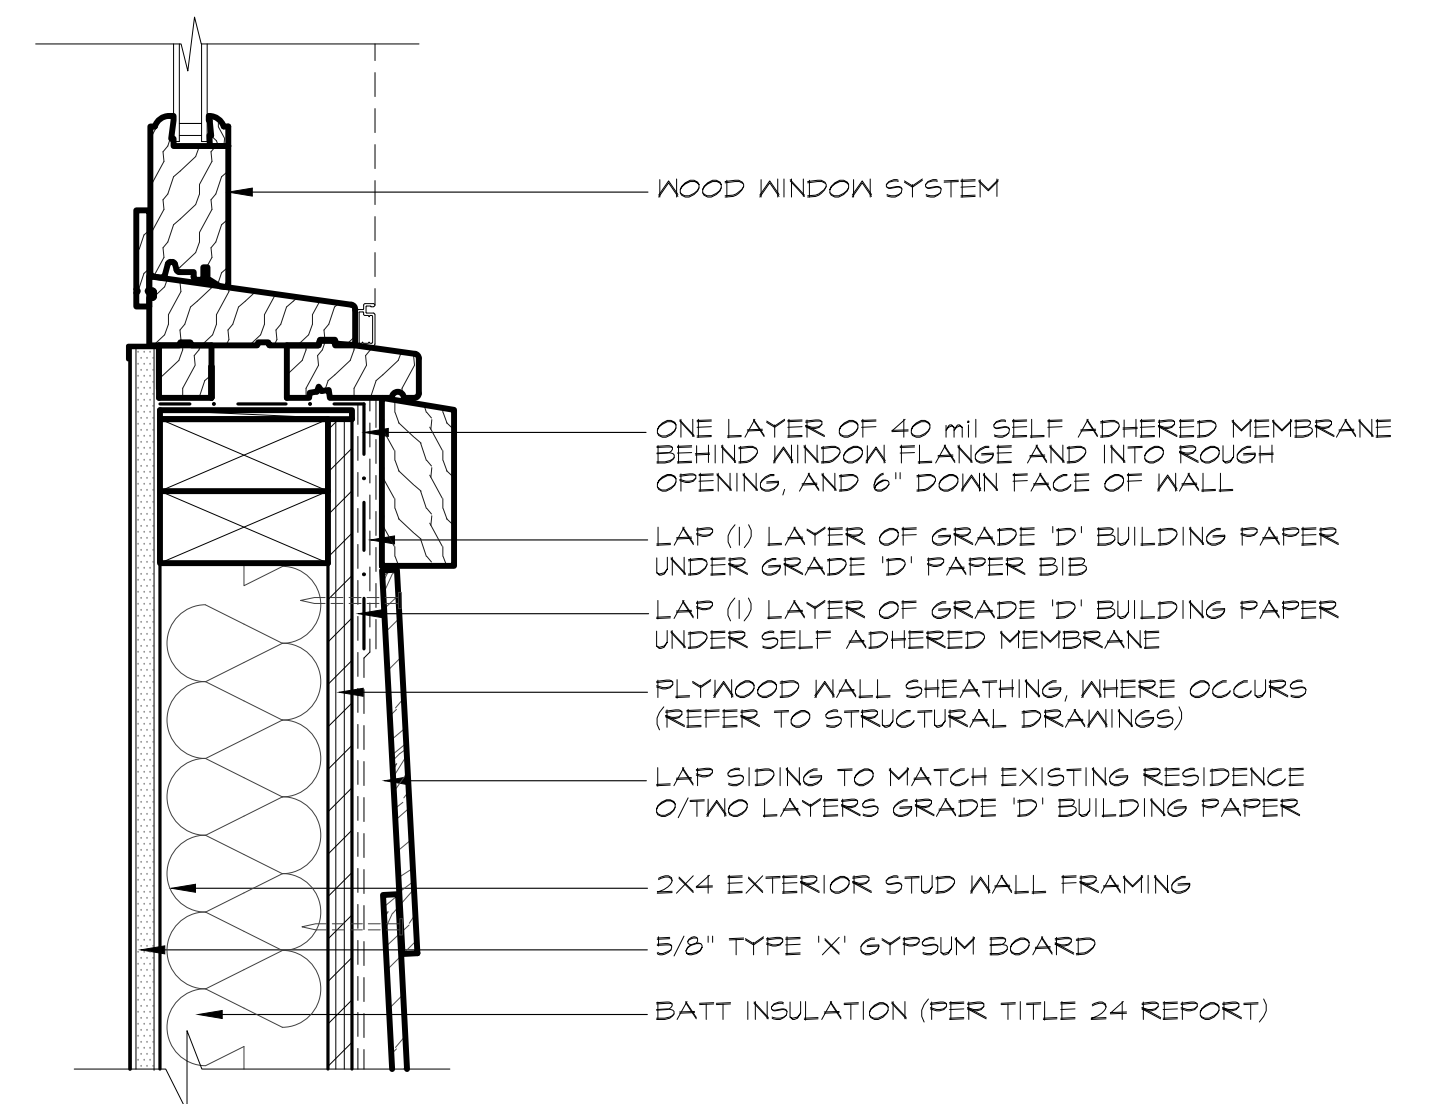 WOOD WINDOW SYSTEM
ONE LAYER OF 40 mil SELF ADHERED MEMBRANE
BEHIND WINDOW FLANGE AND INTO ROUGH
OPENING, AND 6" DOWN FACE OF WALL
LAP (1) LAYER OF GRADE 'D' BUILDING PAPER
UNDER GRADE 'D' PAPER BIB
LAP (1) LAYER OF GRADE 'D' BUILDING PAPER
UNDER SELF ADHERED MEMBRANE
PLYWOOD WALL SHEATHING, WHERE OCCURS
(REFER TO STRUCTURAL DRAWINGS)
LAP SIDING TO MATCH EXISTING RESIDENCE
O/TWO LAYERS GRADE 'D' BUILDING PAPER
2X4 EXTERIOR STUD WALL FRAMING
5/8" TYPE 'X' GYPSUM BOARD
BATT INSULATION (PER TITLE 24 REPORT)